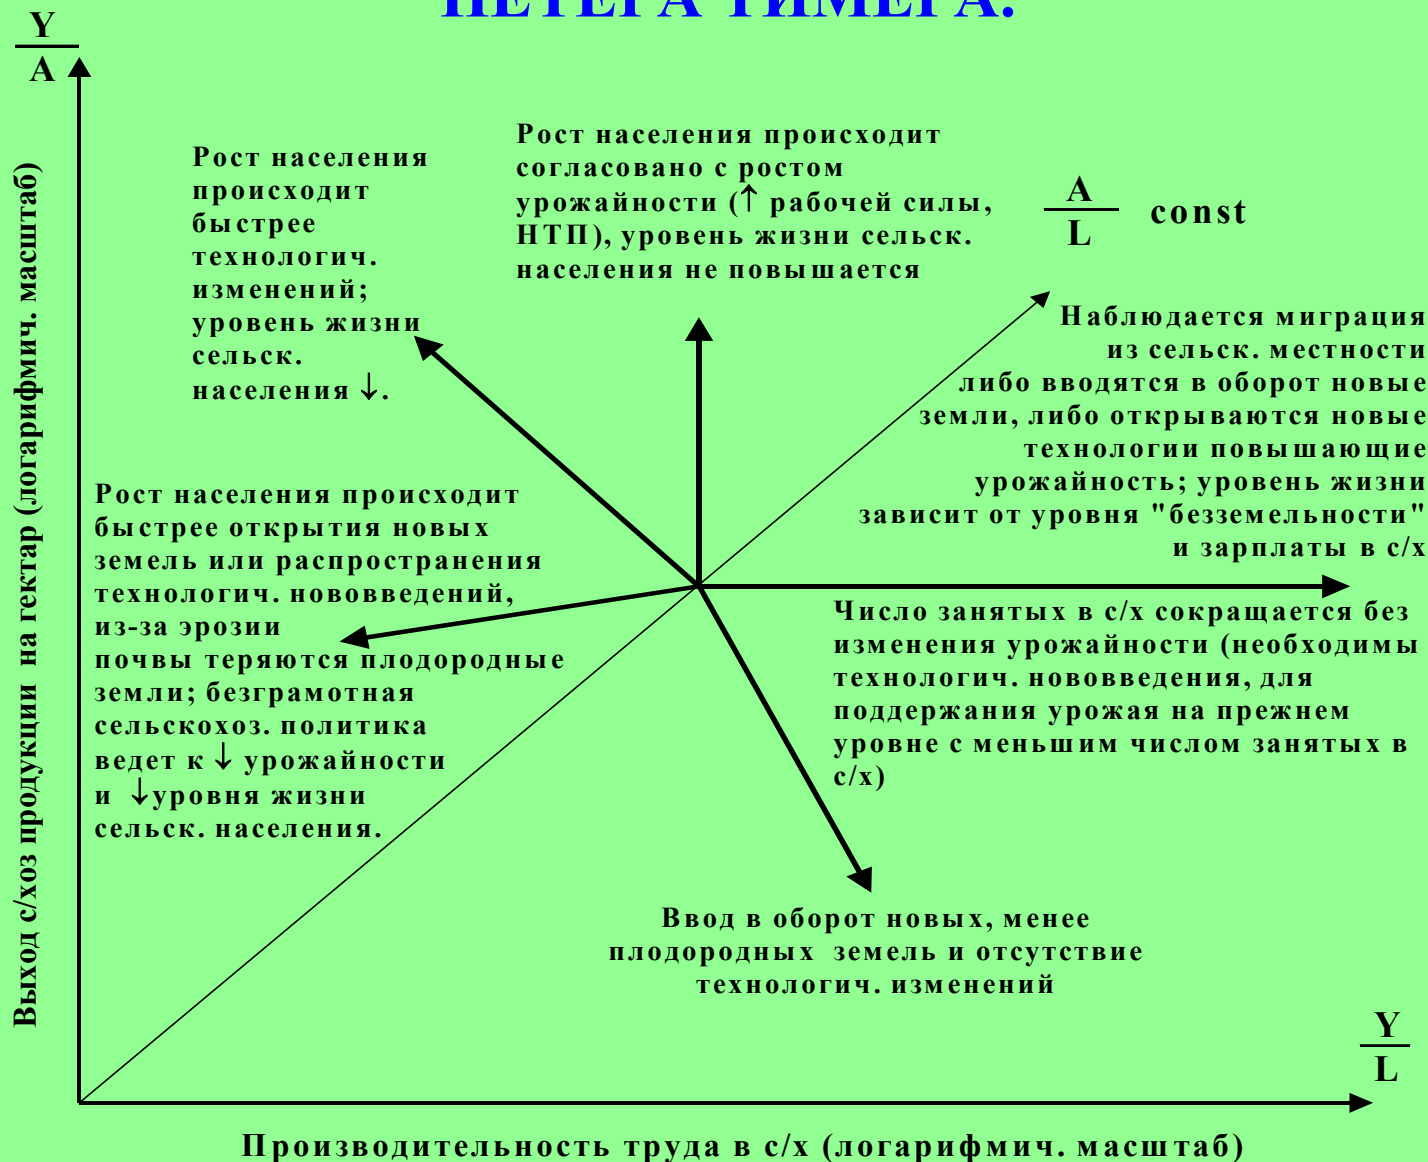 ПЕТЕРА ТИМЕРА.
Y
A
Выход с/хоз продукции на гектар (логарифмич. масштаб)
Рост населения
происходит
быстрее
технологич.
изменений;
уровень жизни
сельск.
населения ↓.
Рост населения происходит
согласовано с ростом
урожайности (↑ рабочей силы,
НТП), уровень жизни сельск.
населения не повышается
A
L
const
Наблюдается миграция
из сельск. местности
либо вводятся в оборот новые
земли, либо открываются новые
технологии повышающие
урожайность; уровень жизни
зависит от уровня "безземельности"
и зарплаты в с/х
Рост населения происходит
быстрее открытия новых
земель или распространения
технологич. нововведений,
из-за эрозии
почвы теряются плодородные
земли; безграмотная
сельскохоз. политика
ведет к ↓ урожайности
и ↓уровня жизни
сельск. населения.
Число занятых в с/х сокращается без
изменения урожайности (необходимы
технологич. нововведения, для
поддержания урожая на прежнем
уровне с меньшим числом занятых в
с/х)
Ввод в оборот новых, менее
плодородных земель и отсутствие
технологич. изменений
Y
L
Производительность труда в с/х (логарифмич. масштаб)